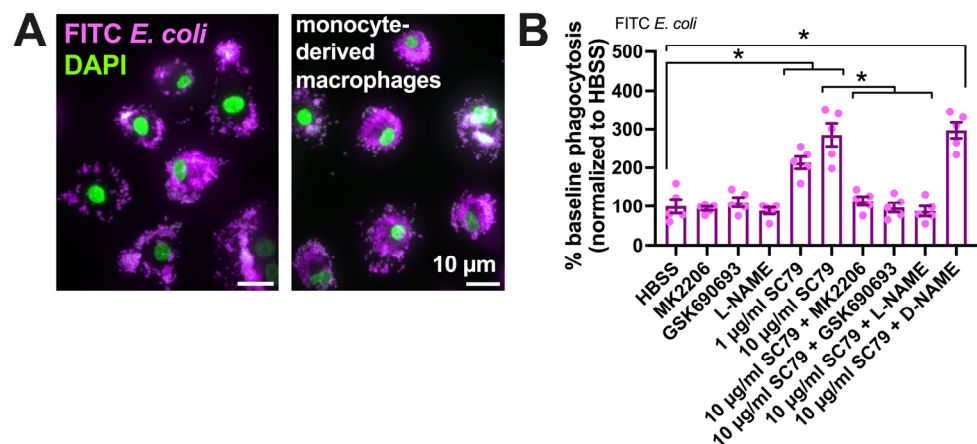 A
FITC E. coli
DAPI
monocyte-
derived
macrophages
10 µm
B
FITC E. coli
% baseline phagocytosis
(normalized to HBSS)
500
400
300
200
100
0
*
*
*
HBSS
MK2206
GSK690693
L-NAME
1 µg/ml SC79
10 µg/ml SC79
10 µg/ml SC79 + MK2206
10 µg/ml SC79 + GSK690693
10 µg/ml SC79 + L-NAME
10 µg/ml SC79 + D-NAME